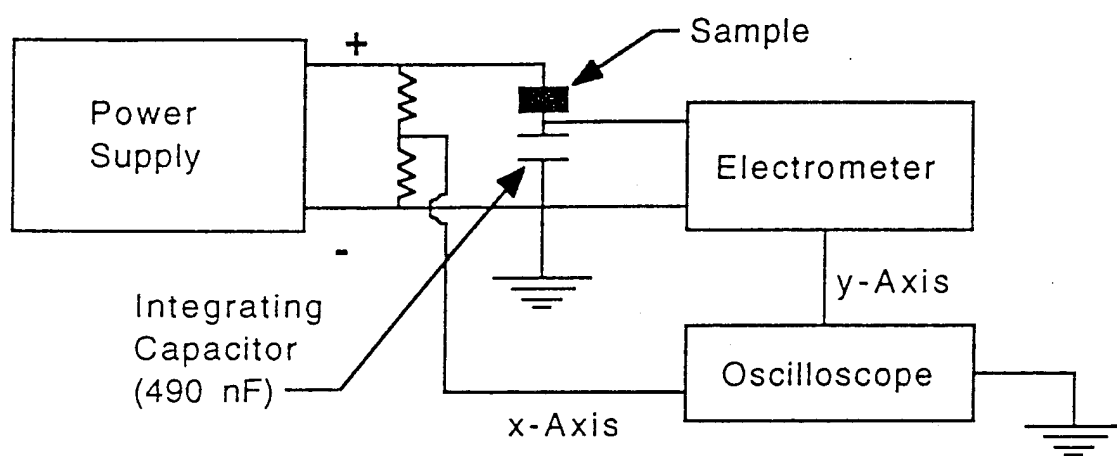 Sample
+
Power
Supply
Electrometer
-
y-Axis
Integrating
Capacitor
(490 nF)
Oscilloscope
x-Axis